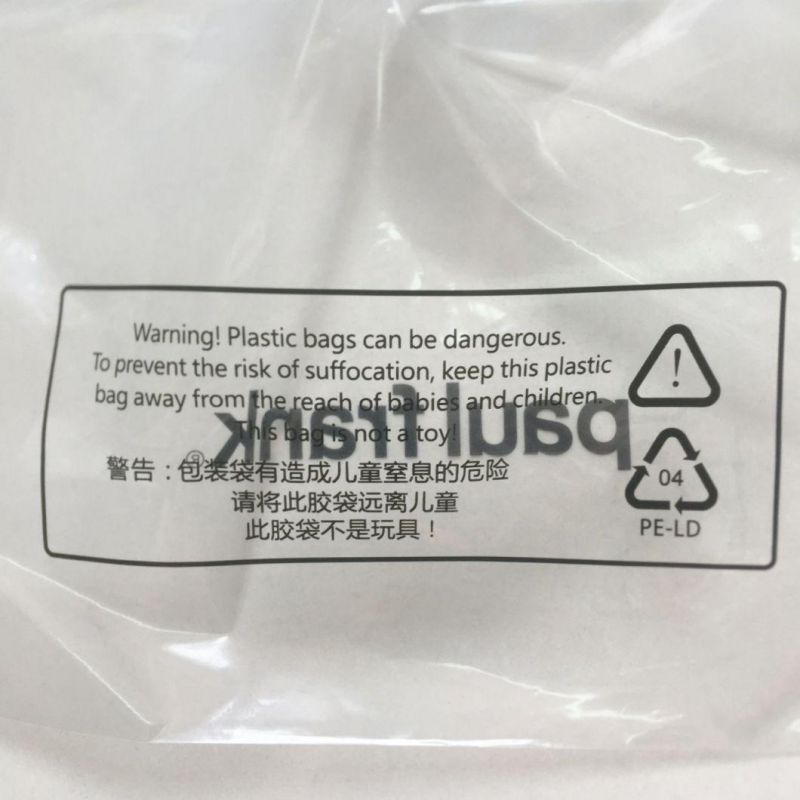 Warning! Plastic bags can be dangerous.
To prevent the risk of suffocation, keep this plastic
bag away from the reach of babies and children.
This bag is not a toy!
警告：包装袋有造成儿童窒息的危险
请将此胶袋远离儿童
此胶袋不是玩具！
!
04
PE-LD
paul frank
®